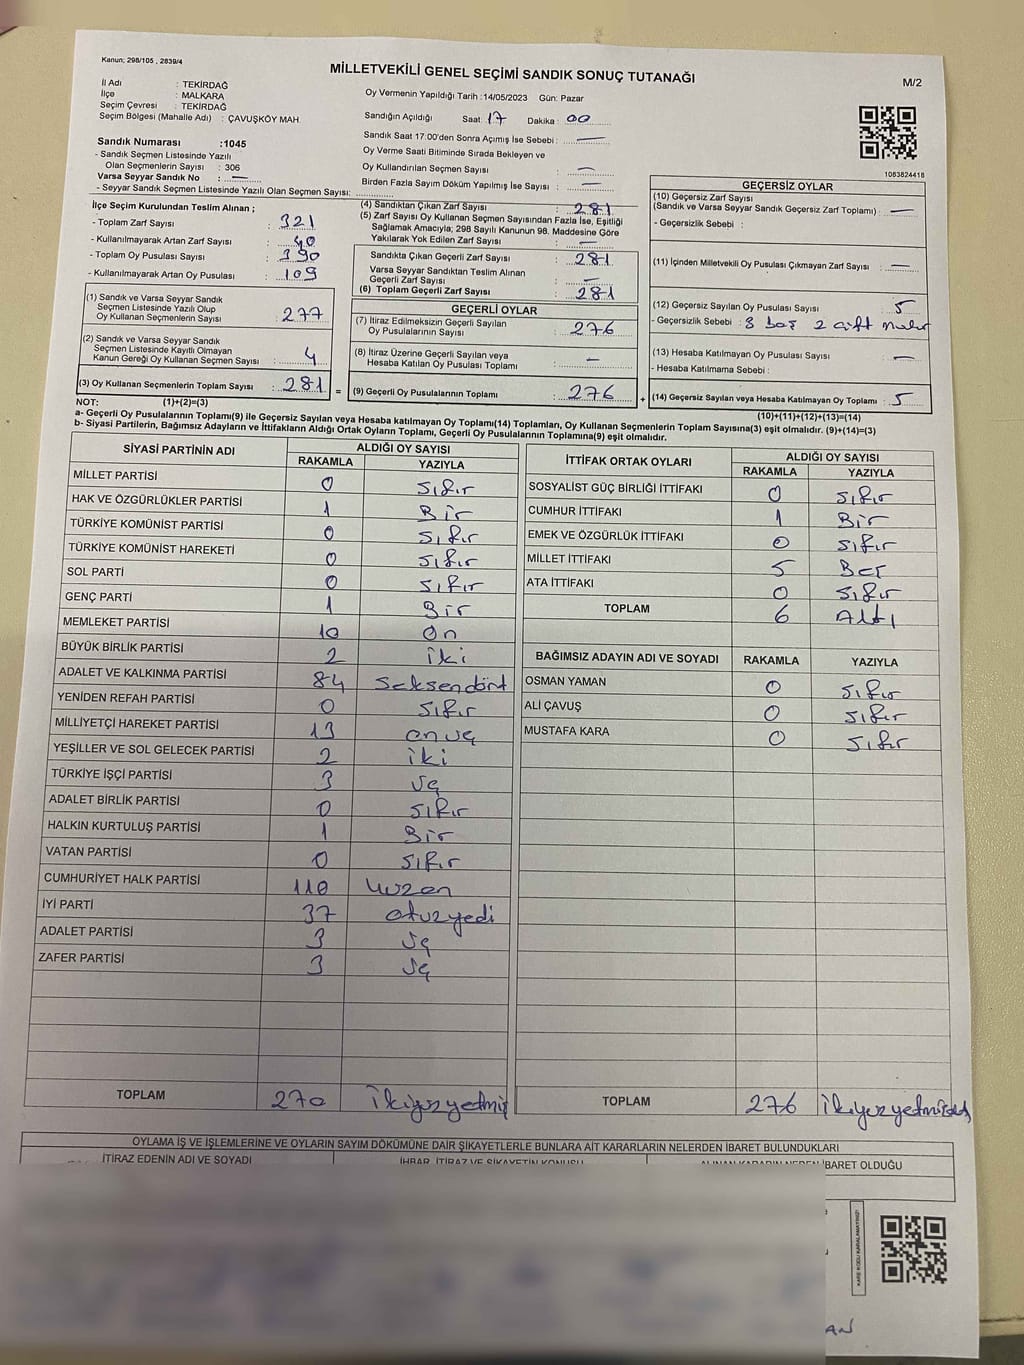 Kanun; 298/105 , 2839/4
MİLLETVEKİLİ GENEL SEÇİMİ SANDIK SONUÇ TUTANAĞI
M/2
İl Adı : TEKİRDAĞ
İlçe : MALKARA
Seçim Çevresi : TEKİRDAĞ
Seçim Bölgesi (Mahalle Adı) : ÇAVUŞKÖY MAH.
Oy Vermenin Yapıldığı Tarih :14/05/2023 Gün: Pazar
Sandığın Açıldığı Saat 17 Dakika : 00
Sandık Saat 17:00'den Sonra Açımış İse Sebebi : —
Oy Verme Saati Bitiminde Sırada Bekleyen ve
Oy Kullandırılan Seçmen Sayısı : —
Birden Fazla Sayım Döküm Yapılmış İse Sayısı : —
Sandık Numarası :1045
- Sandık Seçmen Listesinde Yazılı
Olan Seçmenlerin Sayısı : 306
Varsa Seyyar Sandık No : —
- Seyyar Sandık Seçmen Listesinde Yazılı Olan Seçmen Sayısı:
1083824418
İlçe Seçim Kurulundan Teslim Alınan ;
- Toplam Zarf Sayısı : 321
- Kullanılmayarak Artan Zarf Sayısı : 40
- Toplam Oy Pusulası Sayısı : 390
- Kullanılmayarak Artan Oy Pusulası : 109
(1) Sandık ve Varsa Seyyar Sandık
Seçmen Listesinde Yazılı Olup
Oy Kullanan Seçmenlerin Sayısı : 277
(2) Sandık ve Varsa Seyyar Sandık
Seçmen Listesinde Kayıtlı Olmayan
Kanun Gereği Oy Kullanan Seçmen Sayısı : 4
(3) Oy Kullanan Seçmenlerin Toplam Sayısı : 281 =
(4) Sandıktan Çıkan Zarf Sayısı : 281
(5) Zarf Sayısı Oy Kullanan Seçmen Sayısından Fazla İse, Eşitliği
Sağlamak Amacıyla; 298 Sayılı Kanunun 98. Maddesine Göre
Yakılarak Yok Edilen Zarf Sayısı : —
Sandıkta Çıkan Geçerli Zarf Sayısı : 281
Varsa Seyyar Sandıktan Teslim Alınan
Geçerli Zarf Sayısı : —
(6) Toplam Geçerli Zarf Sayısı : 281
GEÇERLİ OYLAR
(7) İtiraz Edilmeksizin Geçerli Sayılan
Oy Pusulalarının Sayısı : 276
(8) İtiraz Üzerine Geçerli Sayılan veya
Hesaba Katılan Oy Pusulası Toplamı : —
(9) Geçerli Oy Pusulalarının Toplamı : 276 +
GEÇERSİZ OYLAR
(10) Geçersiz Zarf Sayısı
(Sandık ve Varsa Seyyar Sandık Geçersiz Zarf Toplamı) : —
- Geçersizlik Sebebi :
(11) İçinden Milletvekili Oy Pusulası Çıkmayan Zarf Sayısı : —
(12) Geçersiz Sayılan Oy Pusulası Sayısı : 5
- Geçersizlik Sebebi : 3 boş 2 çift mühür
(13) Hesaba Katılmayan Oy Pusulası Sayısı : —
- Hesaba Katılmama Sebebi :
(14) Geçersiz Sayılan veya Hesaba Katılmayan Oy Toplamı : 5
NOT: (1)+(2)=(3) (10)+(11)+(12)+(13)=(14)
a- Geçerli Oy Pusulalarının Toplamı(9) ile Geçersiz Sayılan veya Hesaba katılmayan Oy Toplamı(14) Toplamları, Oy Kullanan Seçmenlerin Toplam Sayısına(3) eşit olmalıdır. (9)+(14)=(3)
b- Siyasi Partilerin, Bağımsız Adayların ve İttifakların Aldığı Ortak Oyların Toplamı, Geçerli Oy Pusulalarının Toplamına(9) eşit olmalıdır.
SİYASİ PARTİNİN ADI ALDIĞI OY SAYISI
RAKAMLA YAZIYLA
MİLLET PARTİSİ 0 sıfır
HAK VE ÖZGÜRLÜKLER PARTİSİ 1 Bir
TÜRKİYE KOMÜNİST PARTİSİ 0 sıfır
TÜRKİYE KOMÜNİST HAREKETİ 0 sıfır
SOL PARTİ 0 sıfır
GENÇ PARTİ 1 Bir
MEMLEKET PARTİSİ 10 on
BÜYÜK BİRLİK PARTİSİ 2 iki
ADALET VE KALKINMA PARTİSİ 84 Seksendört
YENİDEN REFAH PARTİSİ 0 sıfır
MİLLİYETÇİ HAREKET PARTİSİ 13 onüç
YEŞİLLER VE SOL GELECEK PARTİSİ 2 iki
TÜRKİYE İŞÇİ PARTİSİ 3 üç
ADALET BİRLİK PARTİSİ 0 sıfır
HALKIN KURTULUŞ PARTİSİ 1 Bir
VATAN PARTİSİ 0 sıfır
CUMHURİYET HALK PARTİSİ 110 yüzon
İYİ PARTİ 37 otuzyedi
ADALET PARTİSİ 3 üç
ZAFER PARTİSİ 3 üç
TOPLAM 270 ikiyüzyetmiş
İTTİFAK ORTAK OYLARI ALDIĞI OY SAYISI
RAKAMLA YAZIYLA
SOSYALİST GÜÇ BİRLİĞİ İTTİFAKI 0 sıfır
CUMHUR İTTİFAKI 1 Bir
EMEK VE ÖZGÜRLÜK İTTİFAKI 0 sıfır
MİLLET İTTİFAKI 5 Beş
ATA İTTİFAKI 0 sıfır
TOPLAM 6 Altı
BAĞIMSIZ ADAYIN ADI VE SOYADI RAKAMLA YAZIYLA
OSMAN YAMAN 0 sıfır
ALİ ÇAVUŞ 0 sıfır
MUSTAFA KARA 0 sıfır
TOPLAM 276 ikiyüzyetmişaltı
OYLAMA İŞ VE İŞLEMLERİNE VE OYLARIN SAYIM DÖKÜMÜNE DAİR ŞİKAYETLERLE BUNLARA AİT KARARLARIN NELERDEN İBARET BULUNDUKLARI
İTİRAZ EDENİN ADI VE SOYADI İHBAR, İTİRAZ VE ŞİKAYETİN KONUSU ALINAN KARARIN NEDEN İBARET OLDUĞU
KARE KODU KARALAMAYINIZ!
AN